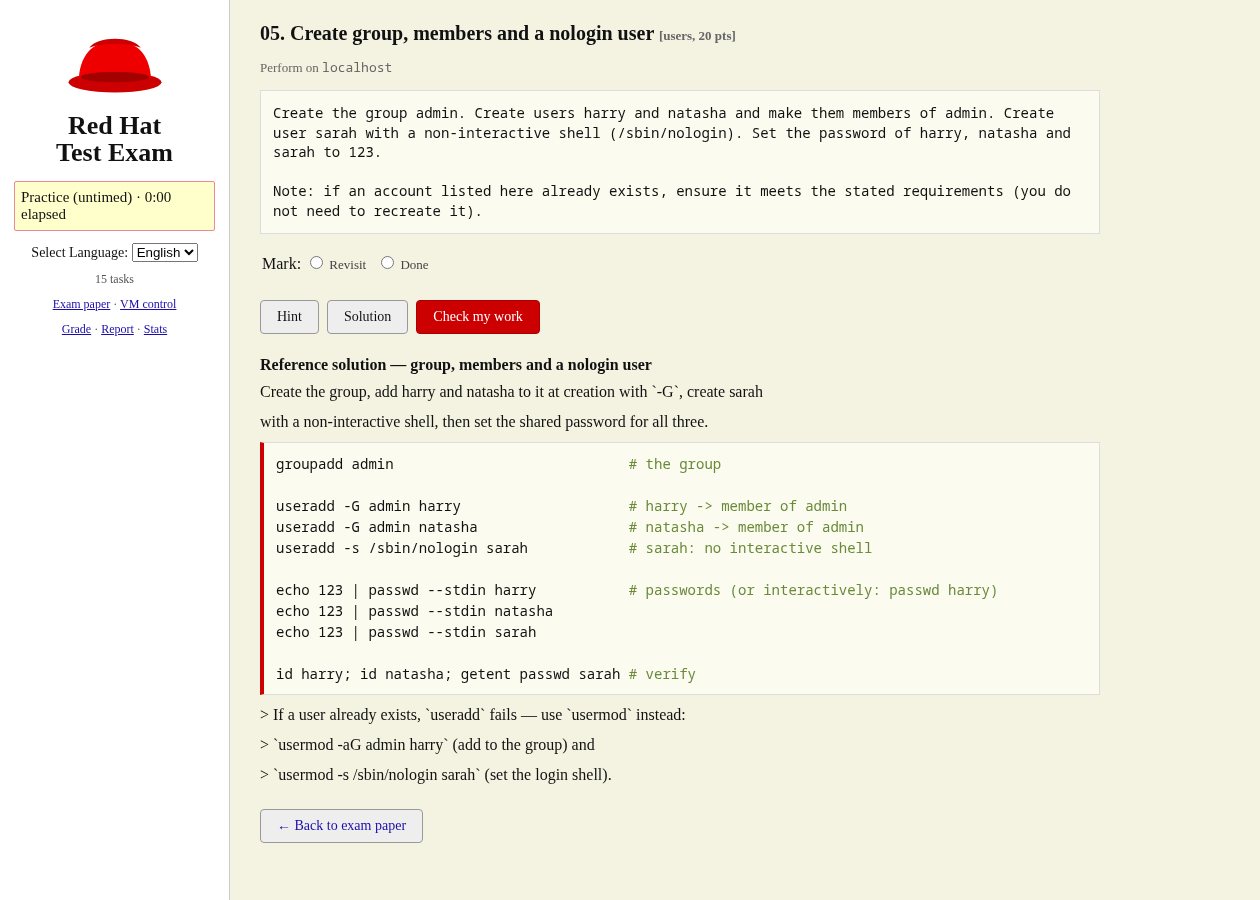 Red Hat
Test Exam
Practice (untimed) · 0:00
elapsed
Select Language: English
15 tasks
Exam paper · VM control
Grade · Report · Stats
05. Create group, members and a nologin user [users, 20 pts]
Perform on localhost
Create the group admin. Create users harry and natasha and make them members of admin. Create
user sarah with a non-interactive shell (/sbin/nologin). Set the password of harry, natasha and
sarah to 123.
Note: if an account listed here already exists, ensure it meets the stated requirements (you do
not need to recreate it).
Mark: Revisit Done
Hint Solution Check my work
Reference solution — group, members and a nologin user
Create the group, add harry and natasha to it at creation with `-G`, create sarah
with a non-interactive shell, then set the shared password for all three.
groupadd admin # the group
useradd -G admin harry # harry -> member of admin
useradd -G admin natasha # natasha -> member of admin
useradd -s /sbin/nologin sarah # sarah: no interactive shell
echo 123 | passwd --stdin harry # passwords (or interactively: passwd harry)
echo 123 | passwd --stdin natasha
echo 123 | passwd --stdin sarah
id harry; id natasha; getent passwd sarah # verify
> If a user already exists, `useradd` fails — use `usermod` instead:
> `usermod -aG admin harry` (add to the group) and
> `usermod -s /sbin/nologin sarah` (set the login shell).
← Back to exam paper